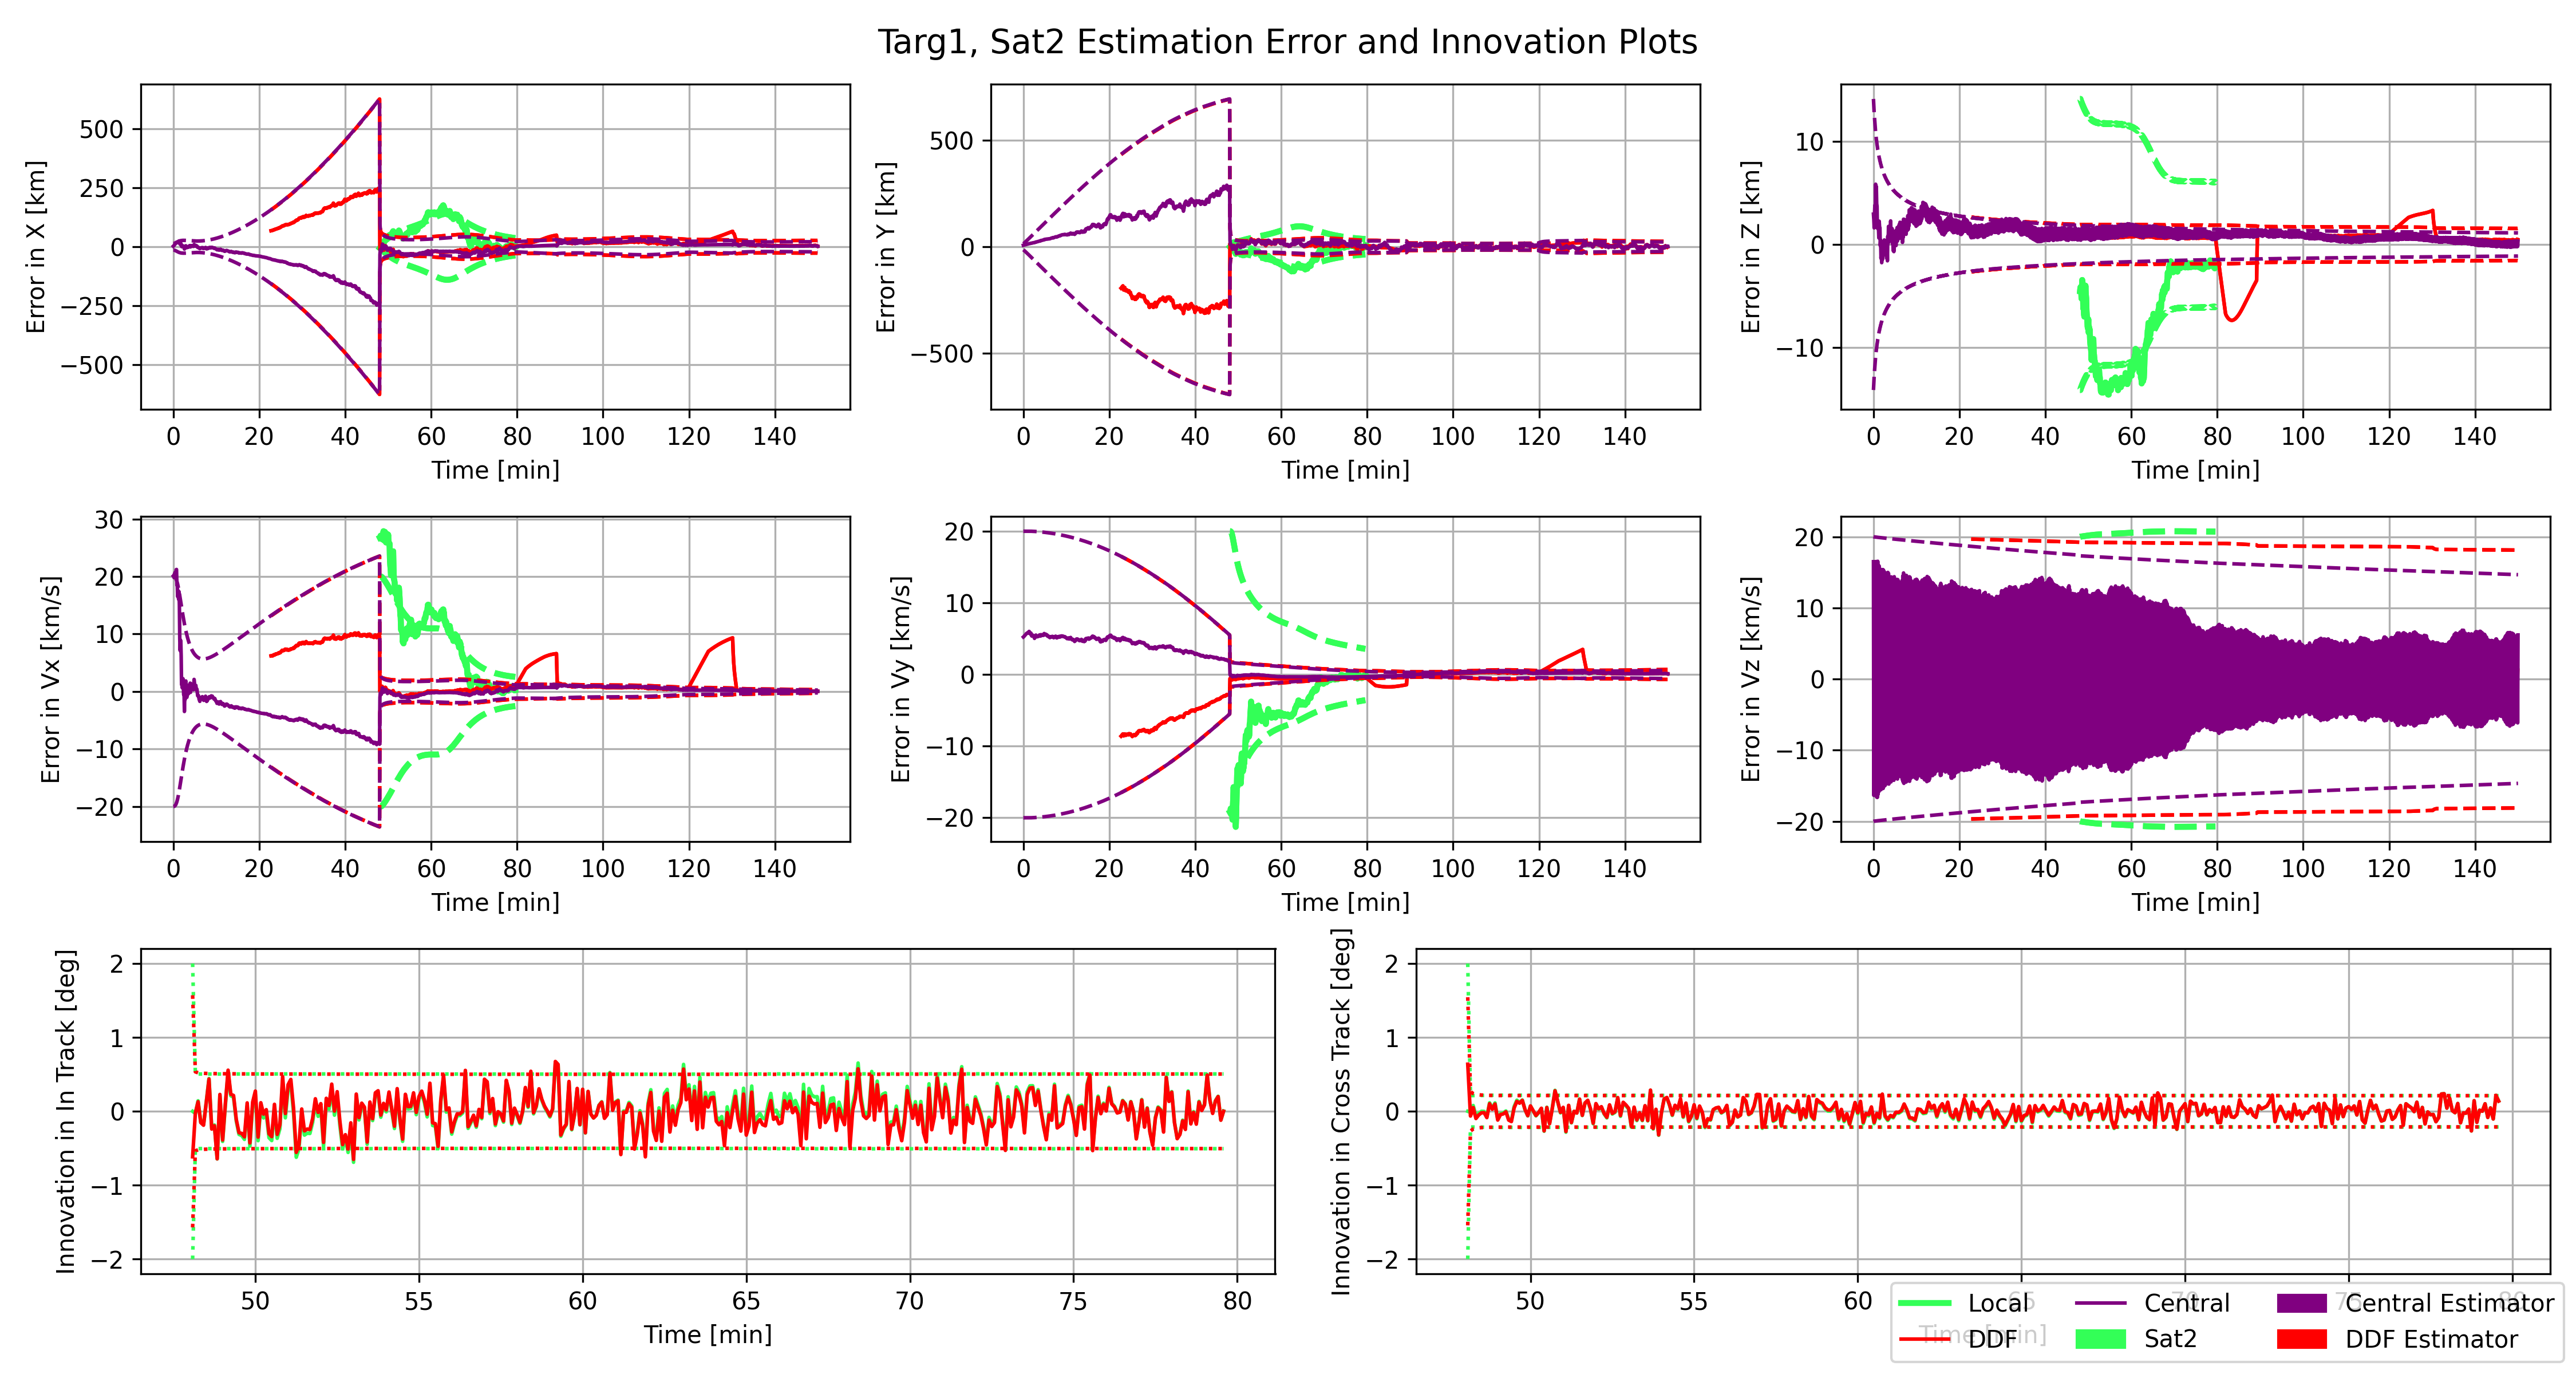 Targ1, Sat2 Estimation Error and Innovation Plots
Error in X [km]
500
250
0
−250
−500
0 20 40 60 80 100 120 140
Time [min]
Error in Y [km]
500
0
−500
0 20 40 60 80 100 120 140
Time [min]
Error in Z [km]
10
0
−10
0 20 40 60 80 100 120 140
Time [min]
Error in Vx [km/s]
30
20
10
0
−10
−20
0 20 40 60 80 100 120 140
Time [min]
Error in Vy [km/s]
20
10
0
−10
−20
0 20 40 60 80 100 120 140
Time [min]
Error in Vz [km/s]
20
10
0
−10
−20
0 20 40 60 80 100 120 140
Time [min]
Innovation in In Track [deg]
2
1
0
−1
−2
50 55 60 65 70 75 80
Time [min]
Innovation in Cross Track [deg]
2
1
0
−1
−2
50 55 60 65 70 75 80
Time [min]
Local Central Central Estimator
DDF Sat2 DDF Estimator